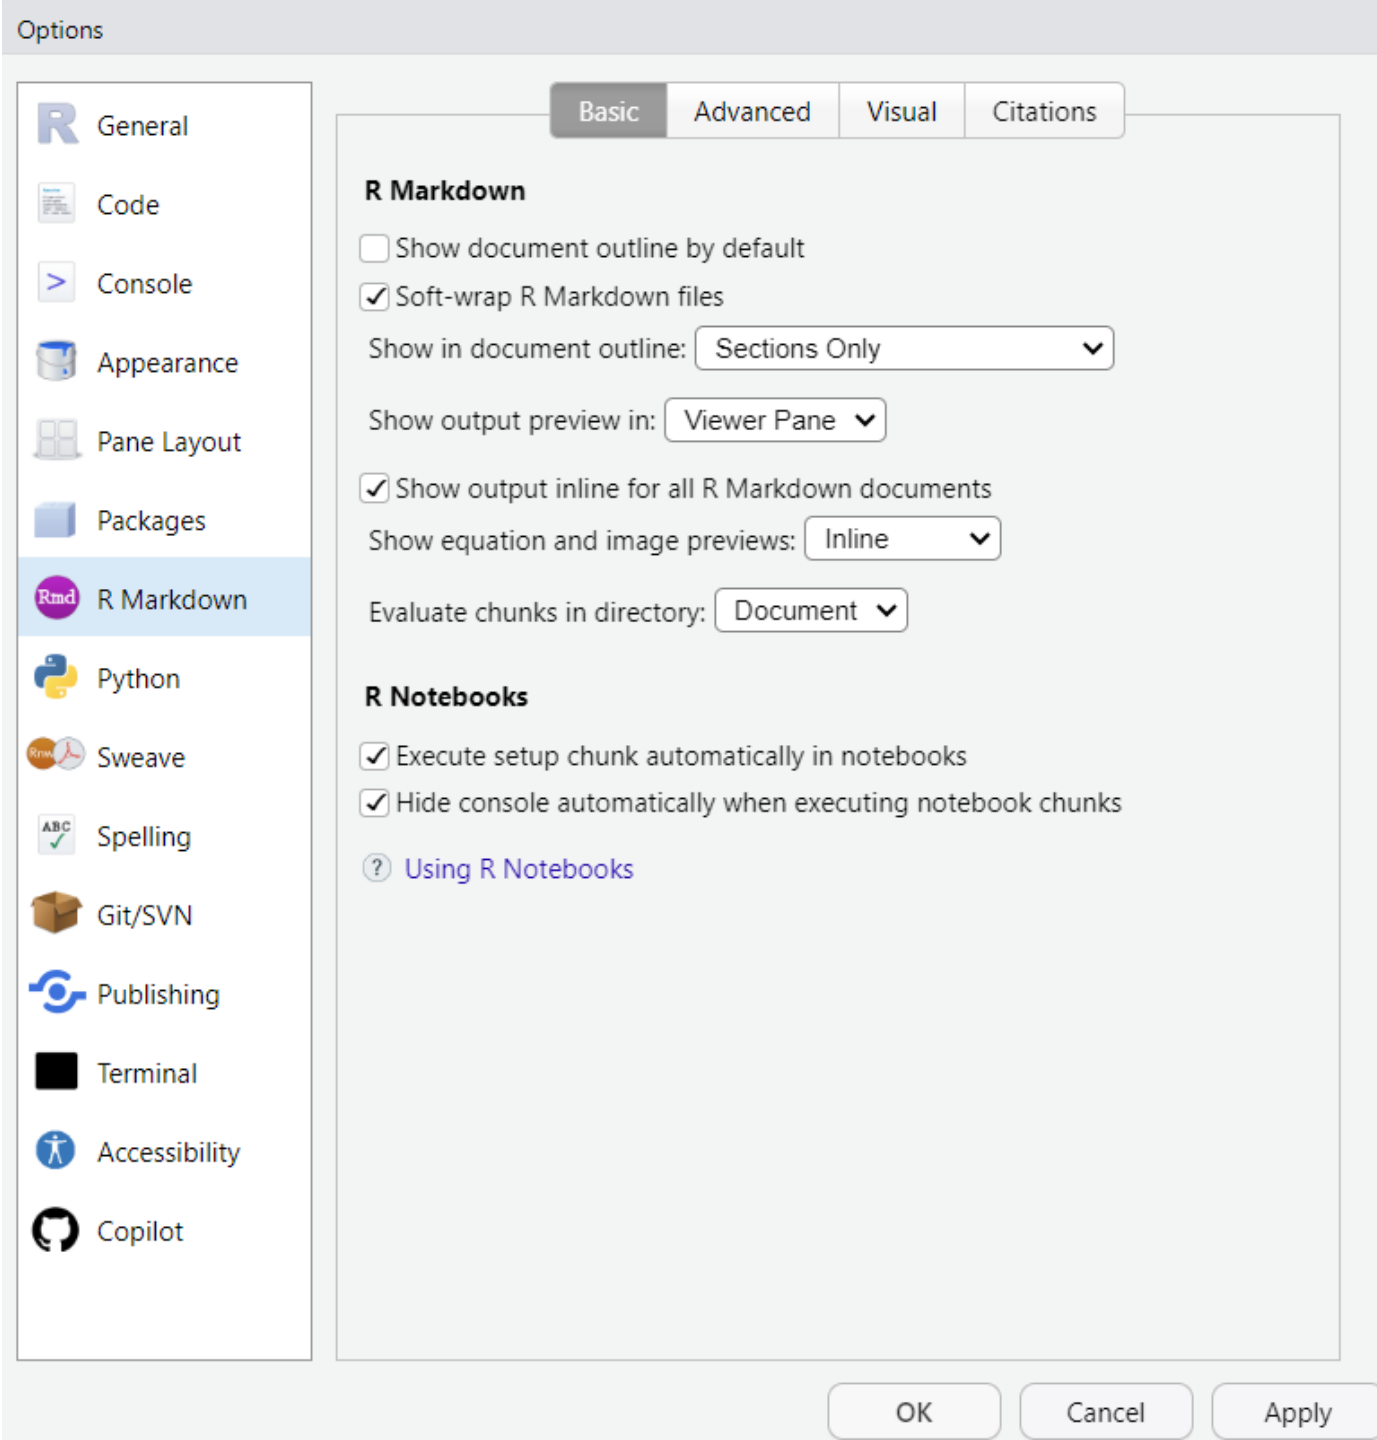 Options
General
Code
Console
Appearance
Pane Layout
Packages
Rmd R Markdown
Python
Rnw Sweave
ABC Spelling
Git/SVN
Publishing
Terminal
Accessibility
Copilot
Basic Advanced Visual Citations
R Markdown
Show document outline by default
Soft-wrap R Markdown files
Show in document outline: Sections Only
Show output preview in: Viewer Pane
Show output inline for all R Markdown documents
Show equation and image previews: Inline
Evaluate chunks in directory: Document
R Notebooks
Execute setup chunk automatically in notebooks
Hide console automatically when executing notebook chunks
? Using R Notebooks
OK Cancel Apply